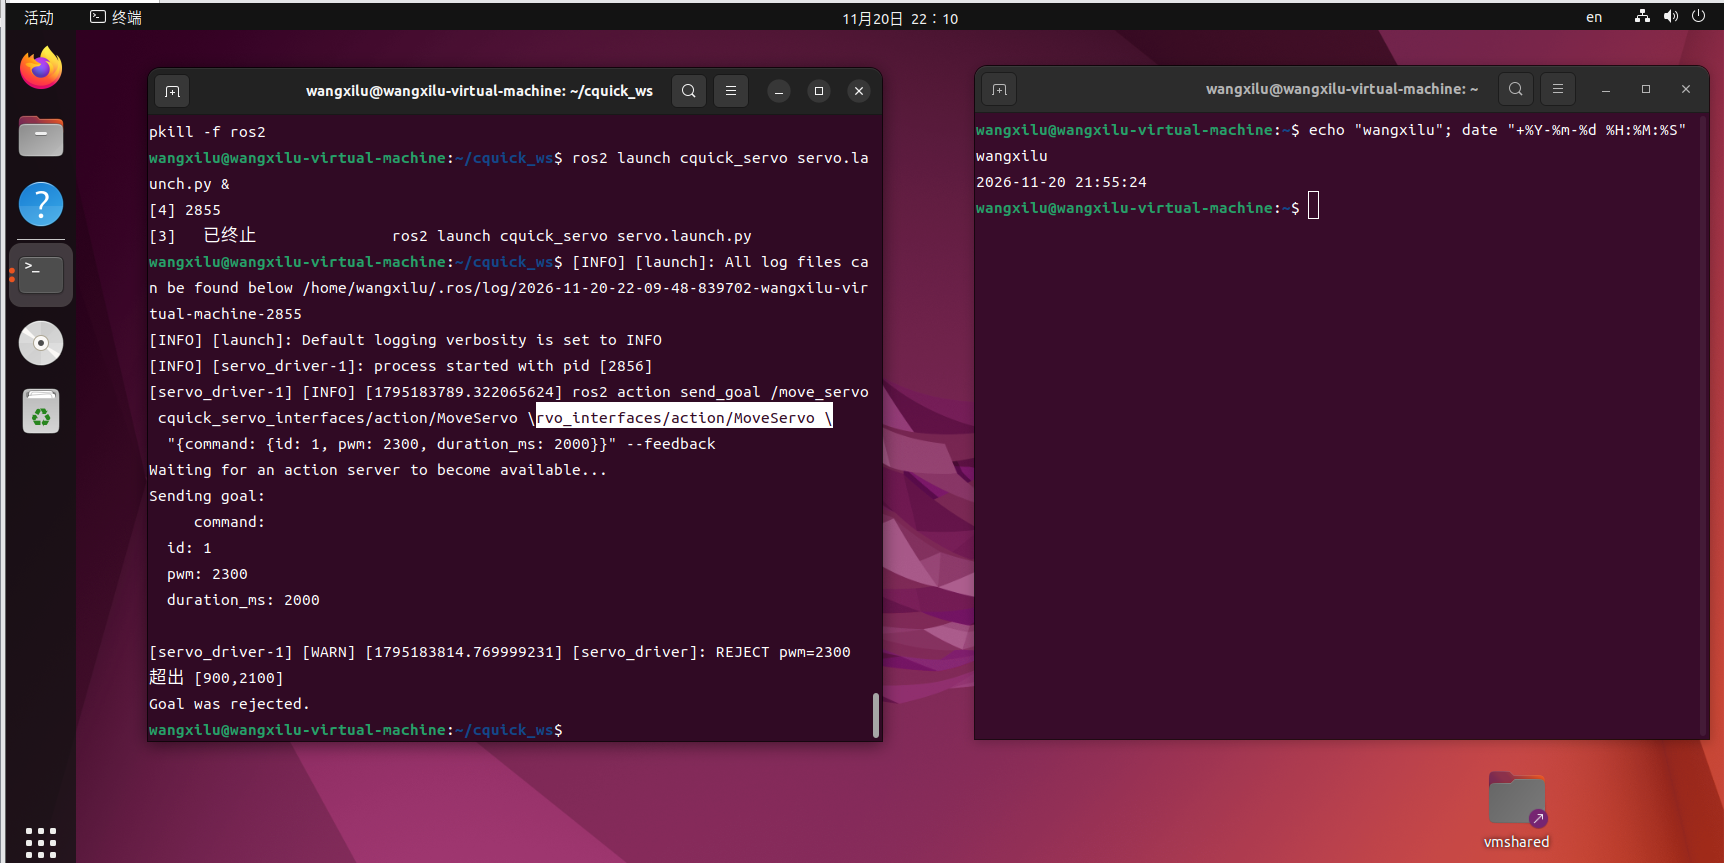 活动
终端
11月20日 22：10
en
wangxilu@wangxilu-virtual-machine: ~/cquick_ws
pkill -f ros2
wangxilu@wangxilu-virtual-machine:~/cquick_ws$ ros2 launch cquick_servo servo.la
unch.py &
[4] 2855
[3]   已终止               ros2 launch cquick_servo servo.launch.py
wangxilu@wangxilu-virtual-machine:~/cquick_ws$ [INFO] [launch]: All log files ca
n be found below /home/wangxilu/.ros/log/2026-11-20-22-09-48-839702-wangxilu-vir
tual-machine-2855
[INFO] [launch]: Default logging verbosity is set to INFO
[INFO] [servo_driver-1]: process started with pid [2856]
[servo_driver-1] [INFO] [1795183789.322065624] ros2 action send_goal /move_servo
 cquick_servo_interfaces/action/MoveServo \rvo_interfaces/action/MoveServo \
  "{command: {id: 1, pwm: 2300, duration_ms: 2000}}" --feedback
Waiting for an action server to become available...
Sending goal:
     command:
  id: 1
  pwm: 2300
  duration_ms: 2000
[servo_driver-1] [WARN] [1795183814.769999231] [servo_driver]: REJECT pwm=2300
超出 [900,2100]
Goal was rejected.
wangxilu@wangxilu-virtual-machine:~/cquick_ws$
wangxilu@wangxilu-virtual-machine: ~
wangxilu@wangxilu-virtual-machine:~$ echo "wangxilu"; date "+%Y-%m-%d %H:%M:%S"
wangxilu
2026-11-20 21:55:24
wangxilu@wangxilu-virtual-machine:~$
vmshared